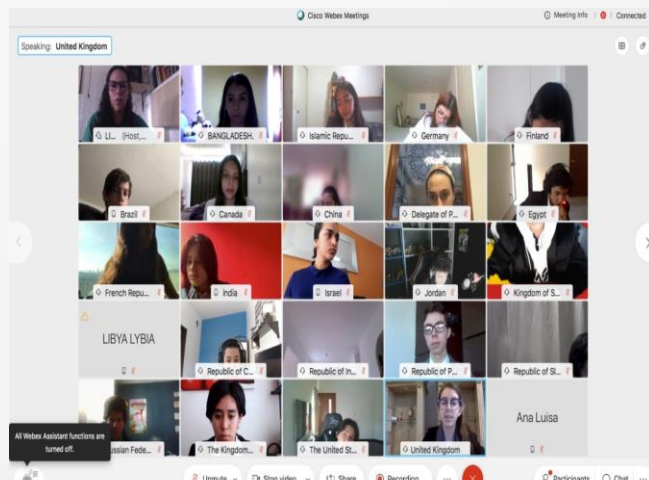 Cisco Webex Meetings
Meeting Info
Connected
Speaking: United Kingdom
LI... (Host,...
BANGLADESH.
Islamic Repu...
Germany
Finland
Brazil
Canada
China
Delegate of P...
Egypt
French Repu...
india
Israel
Jordan
Kingdom of S...
LIBYA LYBIA
Republic of C...
Republic of In...
Republic of P...
Republic of Sl...
ussian Fede...
The Kingdom...
The United St...
United Kingdom
Ana Luisa
All Webex Assistant functions are
turned off.
Unmute
Stop video
Share
Recording
Participants
Chat